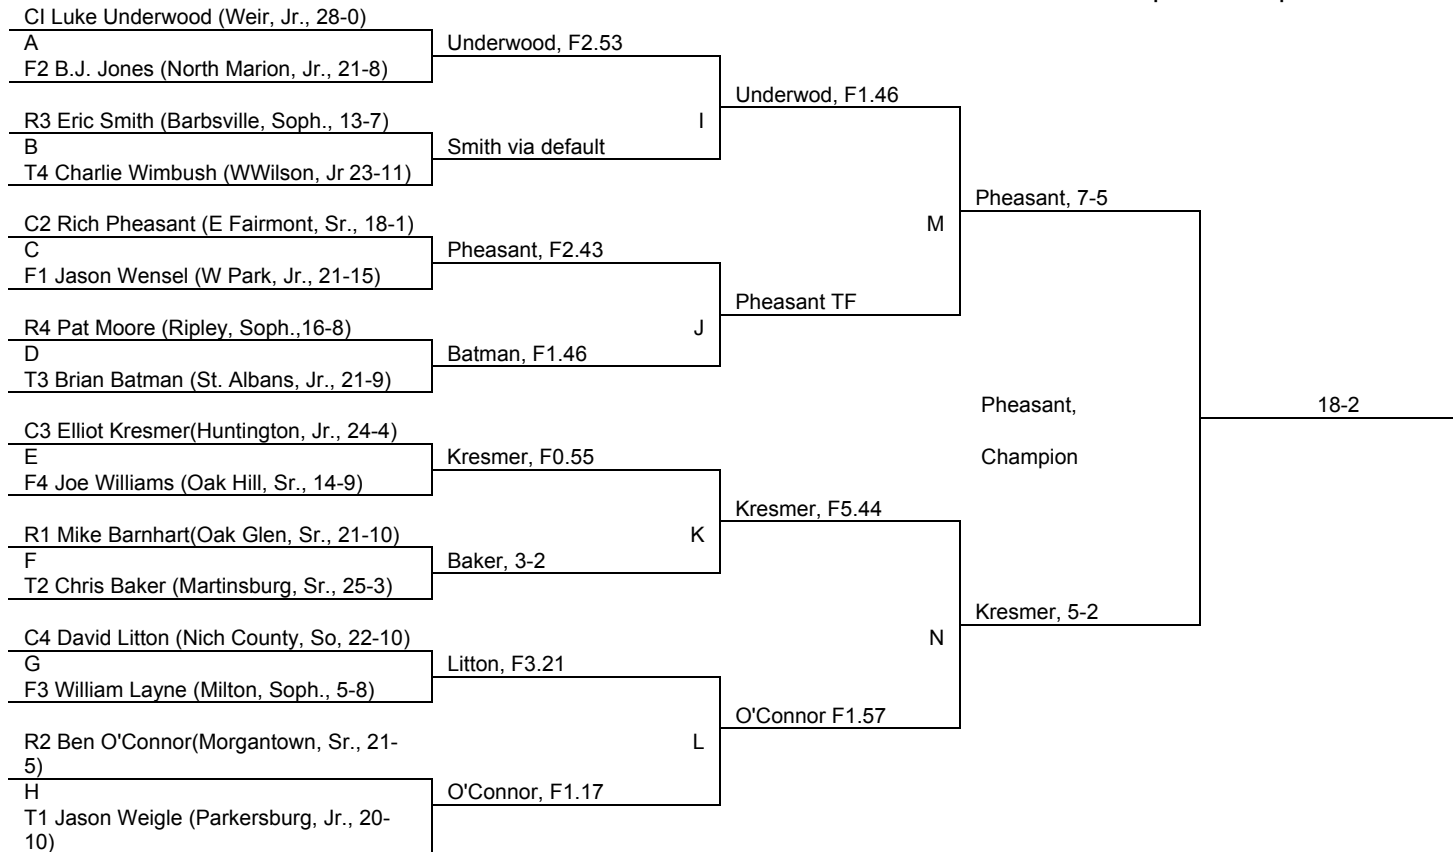 CI Luke Underwood (Weir, Jr., 28-0)
A
Underwood, F2.53
F2 B.J. Jones (North Marion, Jr., 21-8)
Underwod, F1.46
R3 Eric Smith (Barbsville, Soph., 13-7)
I
B
Smith via default
T4 Charlie Wimbush (WWilson, Jr 23-11)
Pheasant, 7-5
C2 Rich Pheasant (E Fairmont, Sr., 18-1)
M
C
Pheasant, F2.43
F1 Jason Wensel (W Park, Jr., 21-15)
Pheasant TF
R4 Pat Moore (Ripley, Soph.,16-8)
J
D
Batman, F1.46
T3 Brian Batman (St. Albans, Jr., 21-9)
Pheasant,
18-2
C3 Elliot Kresmer(Huntington, Jr., 24-4)
E
Kresmer, F0.55
Champion
F4 Joe Williams (Oak Hill, Sr., 14-9)
Kresmer, F5.44
R1 Mike Barnhart(Oak Glen, Sr., 21-10)
K
F
Baker, 3-2
T2 Chris Baker (Martinsburg, Sr., 25-3)
Kresmer, 5-2
C4 David Litton (Nich County, So, 22-10)
N
G
Litton, F3.21
F3 William Layne (Milton, Soph., 5-8)
O'Connor F1.57
R2 Ben O'Connor(Morgantown, Sr., 21-
5)
L
H
O'Connor, F1.17
T1 Jason Weigle (Parkersburg, Jr., 20-
10)